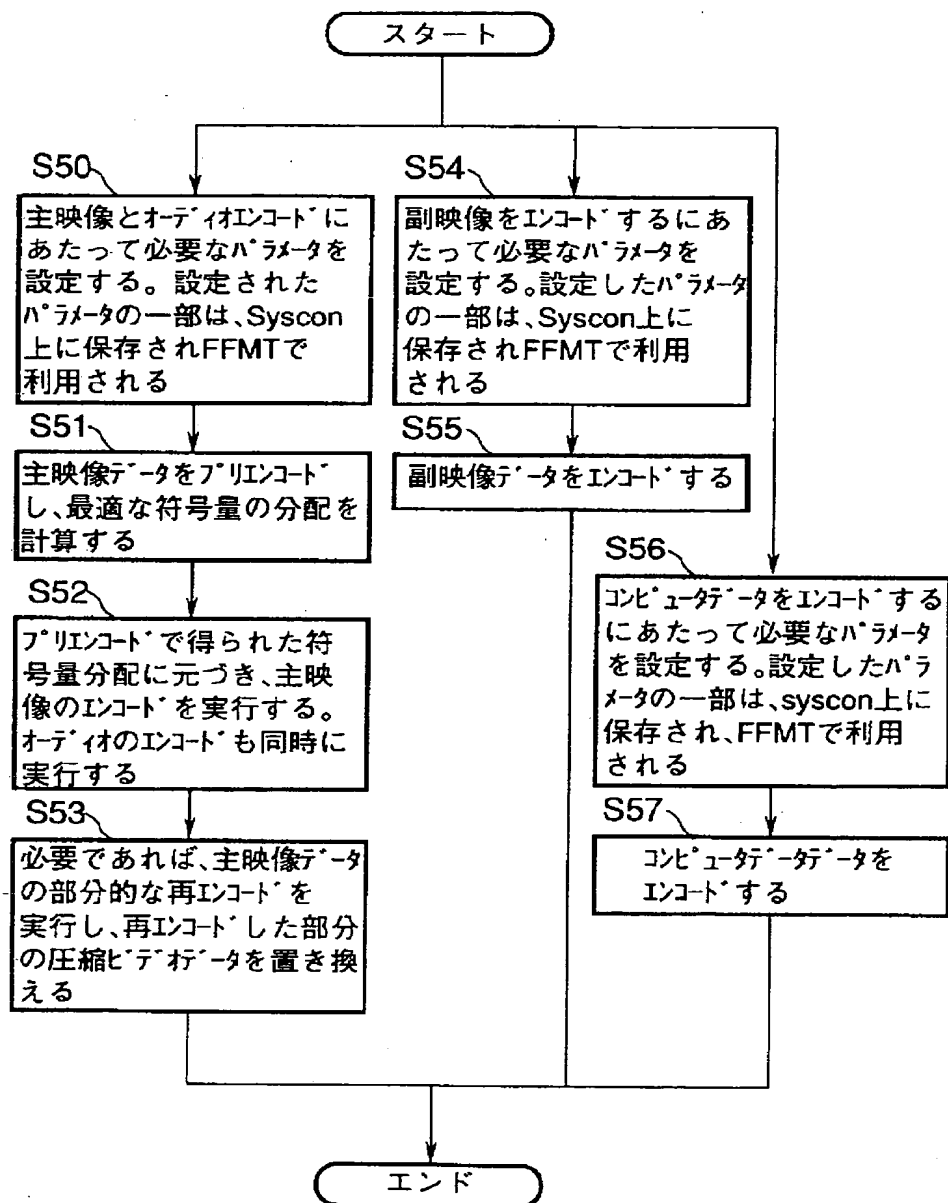 スタート
S50
主映像とオーディオエンコードに
あたって必要なパラメータを
設定する。設定された
パラメータの一部は、Syscon
上に保存されFFMTで
利用される
S51
主映像データをプリエンコード
し、最適な符号量の分配を
計算する
S52
プリエンコードで得られた符
号量分配に元づき、主映
像のエンコードを実行する。
オーディオのエンコードも同時に
実行する
S53
必要であれば、主映像データ
の部分的な再エンコードを
実行し、再エンコードした部分
の圧縮ビデオデータを置き換
える
S54
副映像をエンコードするにあ
たって必要なパラメータを
設定する。設定したパラメータ
の一部は、Syscon上に
保存されFFMTで利用
される
S55
副映像データをエンコードする
S56
コンピュータデータをエンコードする
にあたって必要なパラメータ
を設定する。設定したパラ
メータの一部は、syscon上に
保存され、FFMTで利用
される
S57
コンピュータデータデータを
エンコードする
エンド